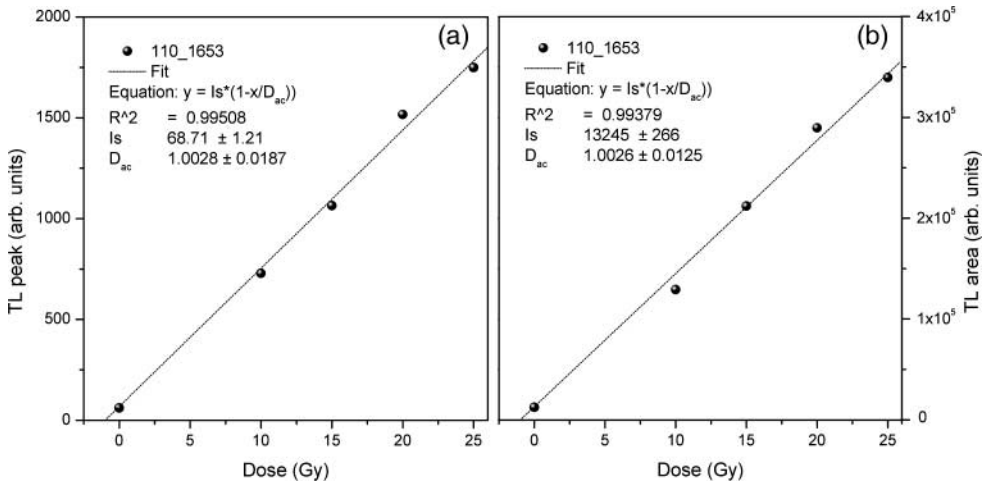 (a)
110_1653
Fit
Equation: y = Is*(1-x/D_ac))
R^2 = 0.99508
Is 68.71 ± 1.21
D_ac 1.0028 ± 0.0187
TL peak (arb. units)
2000
1500
1000
500
0
0 5 10 15 20 25
Dose (Gy)
(b)
110_1653
Fit
Equation: y = Is*(1-x/D_ac))
R^2 = 0.99379
Is 13245 ± 266
D_ac 1.0026 ± 0.0125
4x10^5
3x10^5
2x10^5
1x10^5
0
TL area (arb. units)
0 5 10 15 20 25
Dose (Gy)